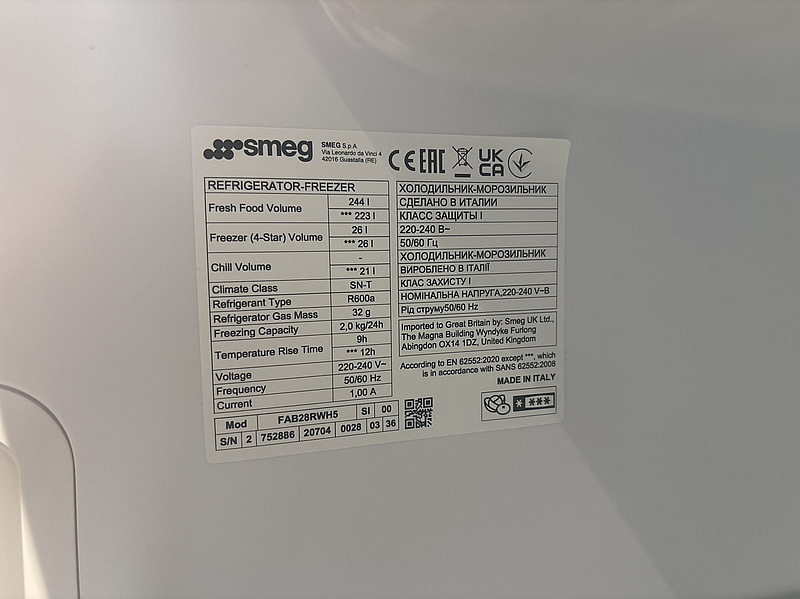 smeg
SMEG S.p.A.
Via Leonardo da Vinci 4
42016 Guastalla (RE)
CE EAC UK CA
REFRIGERATOR-FREEZER
Fresh Food Volume 244 l
*** 223 l
Freezer (4-Star) Volume 26 l
*** 26 l
Chill Volume -
*** 21 l
Climate Class SN-T
Refrigerant Type R600a
Refrigerator Gas Mass 32 g
Freezing Capacity 2,0 kg/24h
Temperature Rise Time 9h
*** 12h
Voltage 220-240 V~
Frequency 50/60 Hz
Current 1,00 A
Mod FAB28RWH5 SI 00
S/N 2 752886 20704 0028 03 36
ХОЛОДИЛЬНИК-МОРОЗИЛЬНИК
СДЕЛАНО В ИТАЛИИ
КЛАСС ЗАЩИТЫ I
220-240 В~
50/60 Гц
ХОЛОДИЛЬНИК-МОРОЗИЛЬНИК
ВИРОБЛЕНО В ІТАЛІЇ
КЛАС ЗАХИСТУ I
НОМІНАЛЬНА НАПРУГА,220-240 V~В
Рід струму50/60 Hz
Imported to Great Britain by: Smeg UK Ltd.,
The Magna Building Wyndyke Furlong
Abingdon OX14 1DZ, United Kingdom
According to EN 62552:2020 except ***, which
is in accordance with SANS 62552:2008
MADE IN ITALY
* ***